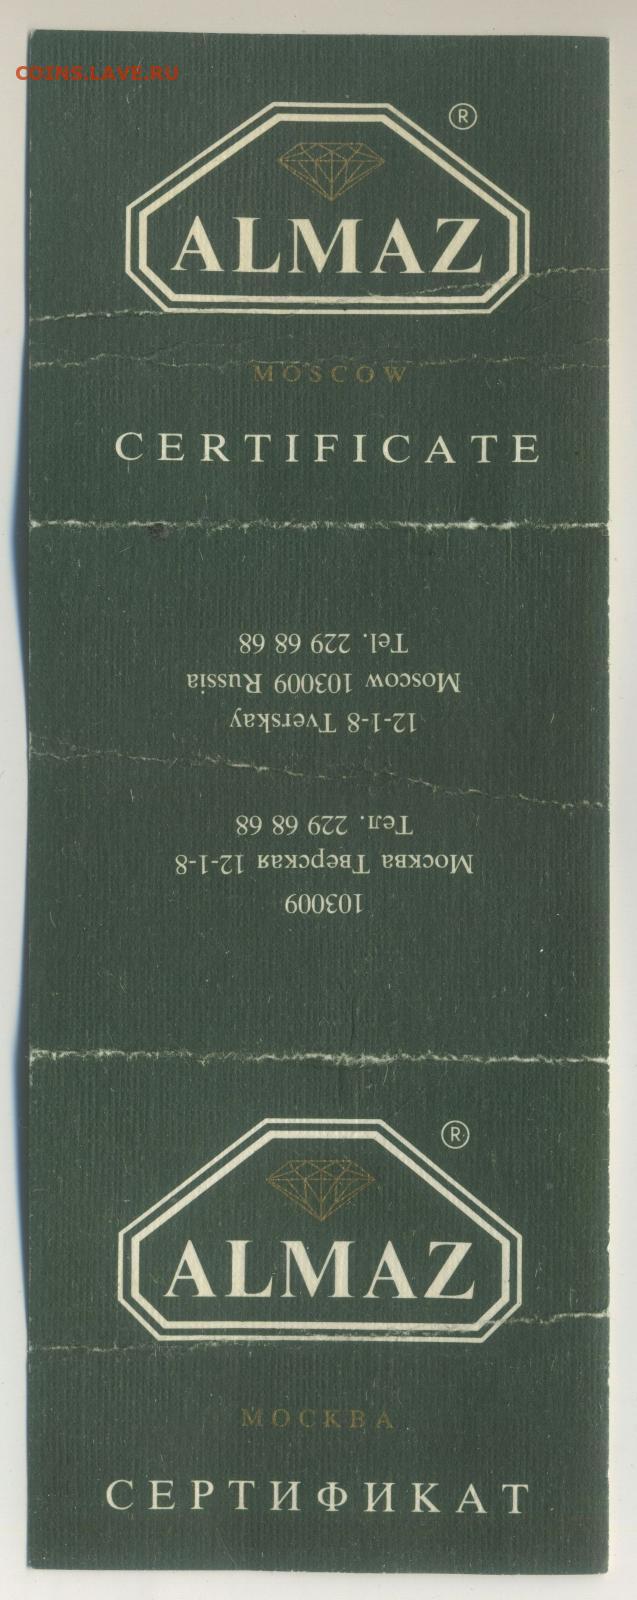 COINS.LAVE.RU
®
ALMAZ
MOSCOW
CERTIFICATE
103009
Москва Тверская 12-1-8
Тел. 229 68 68
12-1-8 Tverskay
Moscow 103009 Russia
Tel. 229 68 68
®
ALMAZ
МОСКВА
СЕРТИФИКАТ